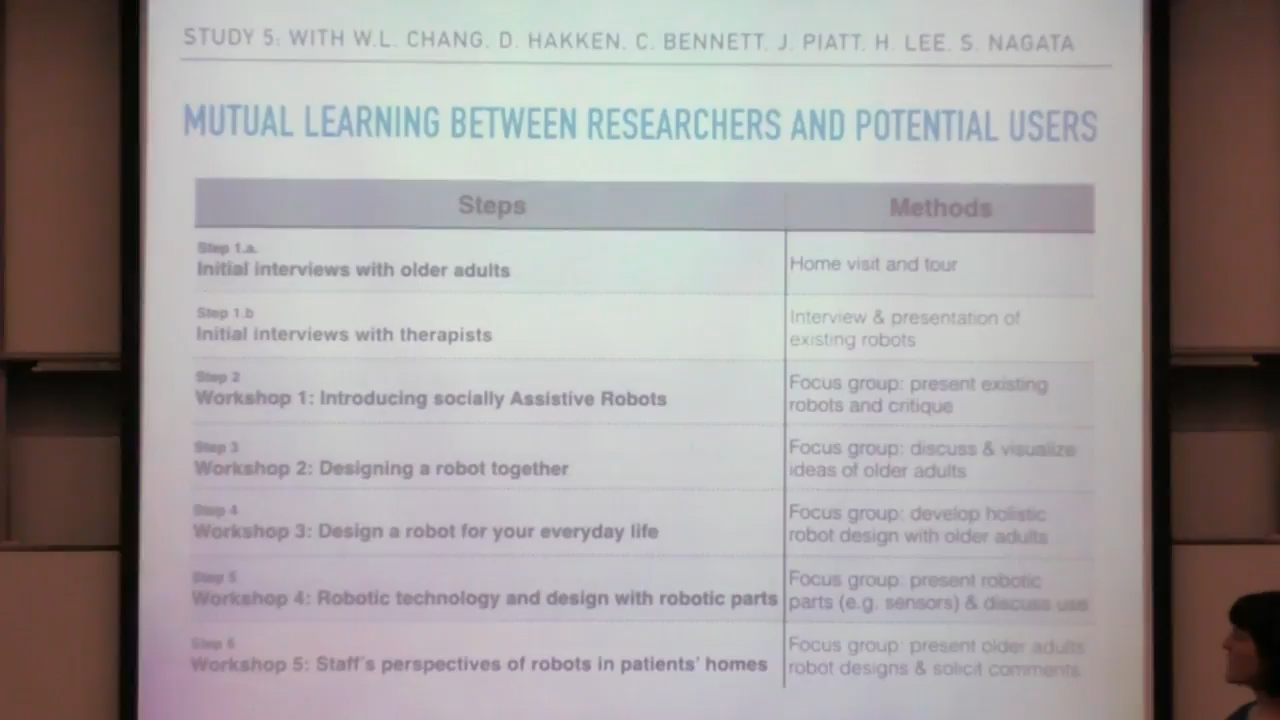 STUDY 5: WITH W.L. CHANG, D. HAKKEN, C. BENNETT, J. PIATT, H. LEE, S. NAGATA
MUTUAL LEARNING BETWEEN RESEARCHERS AND POTENTIAL USERS
Steps
Methods
Step 1.a.
Initial interviews with older adults
Home visit and tour
Step 1.b
Initial interviews with therapists
Interview & presentation of
existing robots
Step 2
Workshop 1: Introducing socially Assistive Robots
Focus group: present existing
robots and critique
Step 3
Workshop 2: Designing a robot together
Focus group: discuss & visualize
ideas of older adults
Step 4
Workshop 3: Design a robot for your everyday life
Focus group: develop holistic
robot design with older adults
Step 5
Workshop 4: Robotic technology and design with robotic parts
Focus group: present robotic
parts (e.g. sensors) & discuss use
Step 6
Workshop 5: Staff's perspectives of robots in patients' homes
Focus group: present older adults
robot designs & solicit comments